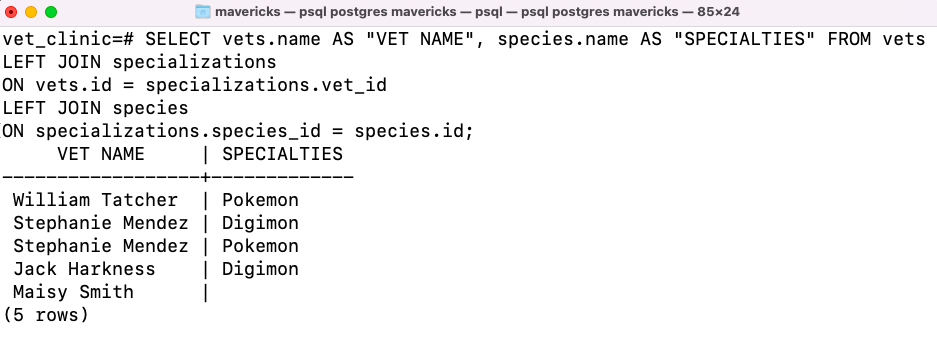 mavericks — psql postgres mavericks — psql — psql postgres mavericks — 85×24
vet_clinic=# SELECT vets.name AS "VET NAME", species.name AS "SPECIALTIES" FROM vets
LEFT JOIN specializations
ON vets.id = specializations.vet_id
LEFT JOIN species
ON specializations.species_id = species.id;
     VET NAME     | SPECIALTIES
------------------+-------------
 William Tatcher  | Pokemon
 Stephanie Mendez | Digimon
 Stephanie Mendez | Pokemon
 Jack Harkness    | Digimon
 Maisy Smith      |
(5 rows)